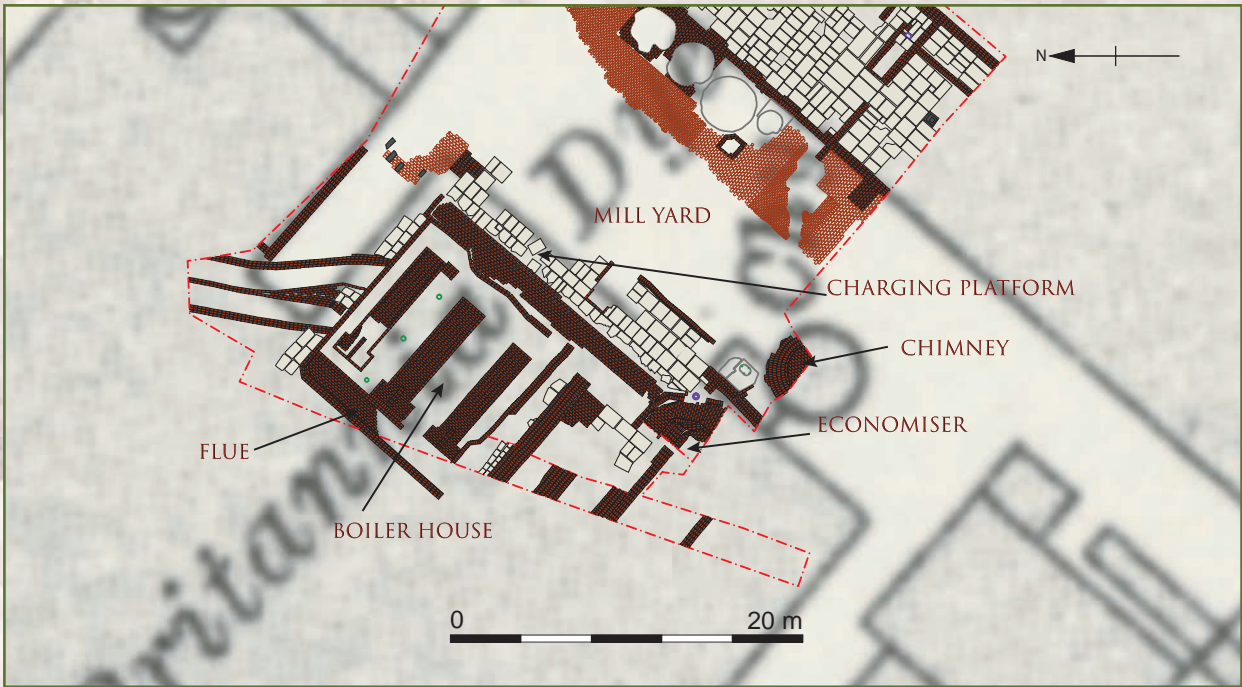 N
MILL YARD
CHARGING PLATFORM
CHIMNEY
ECONOMISER
FLUE
BOILER HOUSE
0 20 m